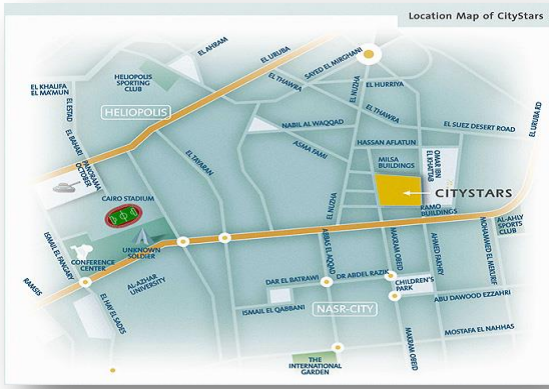 Location Map of CityStars
EL AHRAM
EL URUBA
SAYED EL MIRGHANI
HELIOPOLIS
SPORTING
CLUB
EL THAWRA
EL HURRIYA
EL KHALIFA
EL MA'MUN
EL NUZHA
EL ESTAD
HELIOPOLIS
EL THAWRA
EL URUBA RD
NABIL AL WAQQAD
EL SUEZ DESERT ROAD
EL BAHARI
ASMA FAMI
HASSAN AFLATUN
EL TAYARAN
MILSA
BUILDINGS
OMAR IBN
EL KHATTAB
PANORAMA
OCTOBER
CITYSTARS
CAIRO STADIUM
EL NUZHA
RAMO
BUILDINGS
AL-AHLY
SPORTS
CLUB
ISMAIL EL FANGARY
UNKNOWN
SOLDIER
ABBAS EL AQQAD
MAKRAM OBEID
AHMED FAKHRY
MOHAMMED EL
CONFERENCE
CENTER
RAMSIS
AL-AZHAR
UNIVERSITY
DAR EL BATRAWI
DR ABDEL RAZIK
CHILDREN'S
PARK
EL HAY EL SADES
ABU DAWOOD EZZAHRI
ISMAIL EL QABBANI
NASR-CITY
MOSTAFA EL NAHHAS
MAKRAM OBEID
THE
INTERNATIONAL
GARDEN